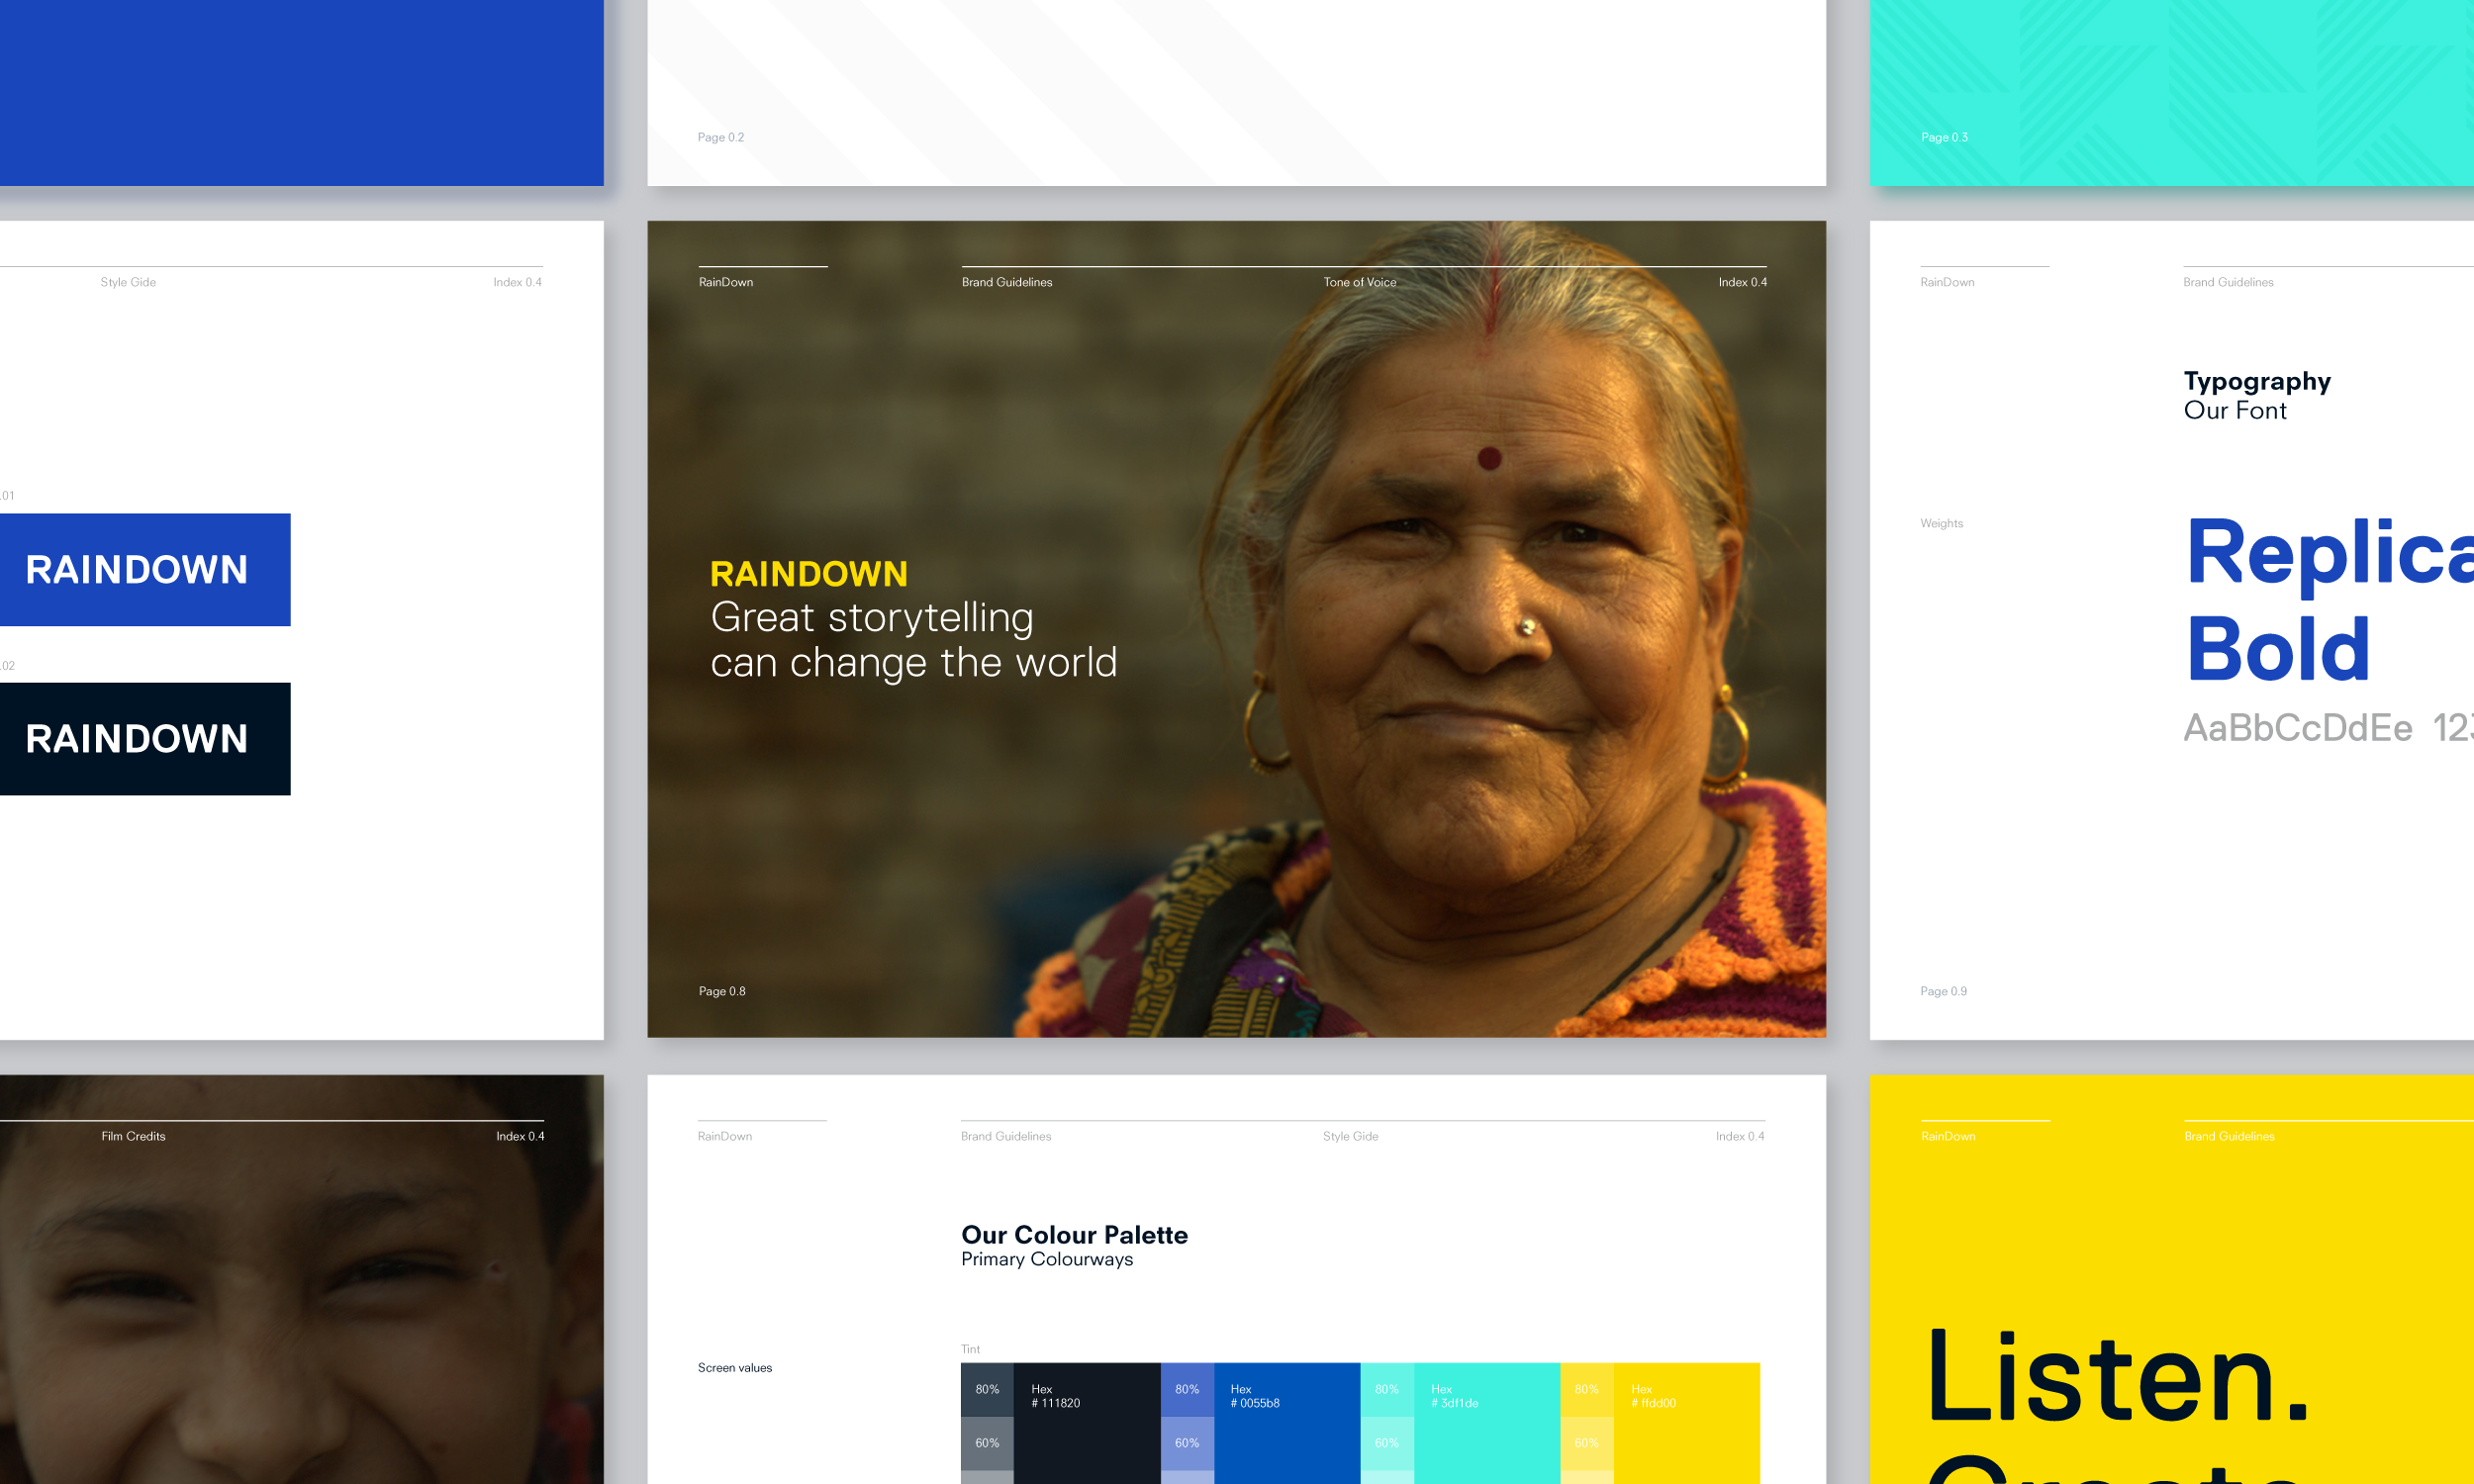 Page 0.2
Page 0.3
Style Gide
Index 0.4
.01
RAINDOWN
.02
RAINDOWN
RainDown
Brand Guidelines
Tone of Voice
Index 0.4
RAINDOWN
Great storytelling
can change the world
Page 0.8
RainDown
Brand Guidelines
Typography
Our Font
Weights
Replica
Bold
AaBbCcDdEe 12
Page 0.9
Film Credits
Index 0.4
RainDown
Brand Guidelines
Style Gide
Index 0.4
Our Colour Palette
Primary Colourways
Screen values
Tint
80%
Hex
# 111820
80%
Hex
# 0055b8
80%
Hex
# 3df1de
80%
Hex
# ffdd00
60%
60%
60%
60%
RainDown
Brand Guidelines
Listen.